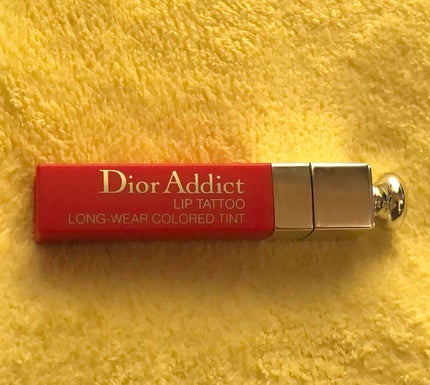 Dior Addict
LIP TATTOO
LONG-WEAR COLORED TINT